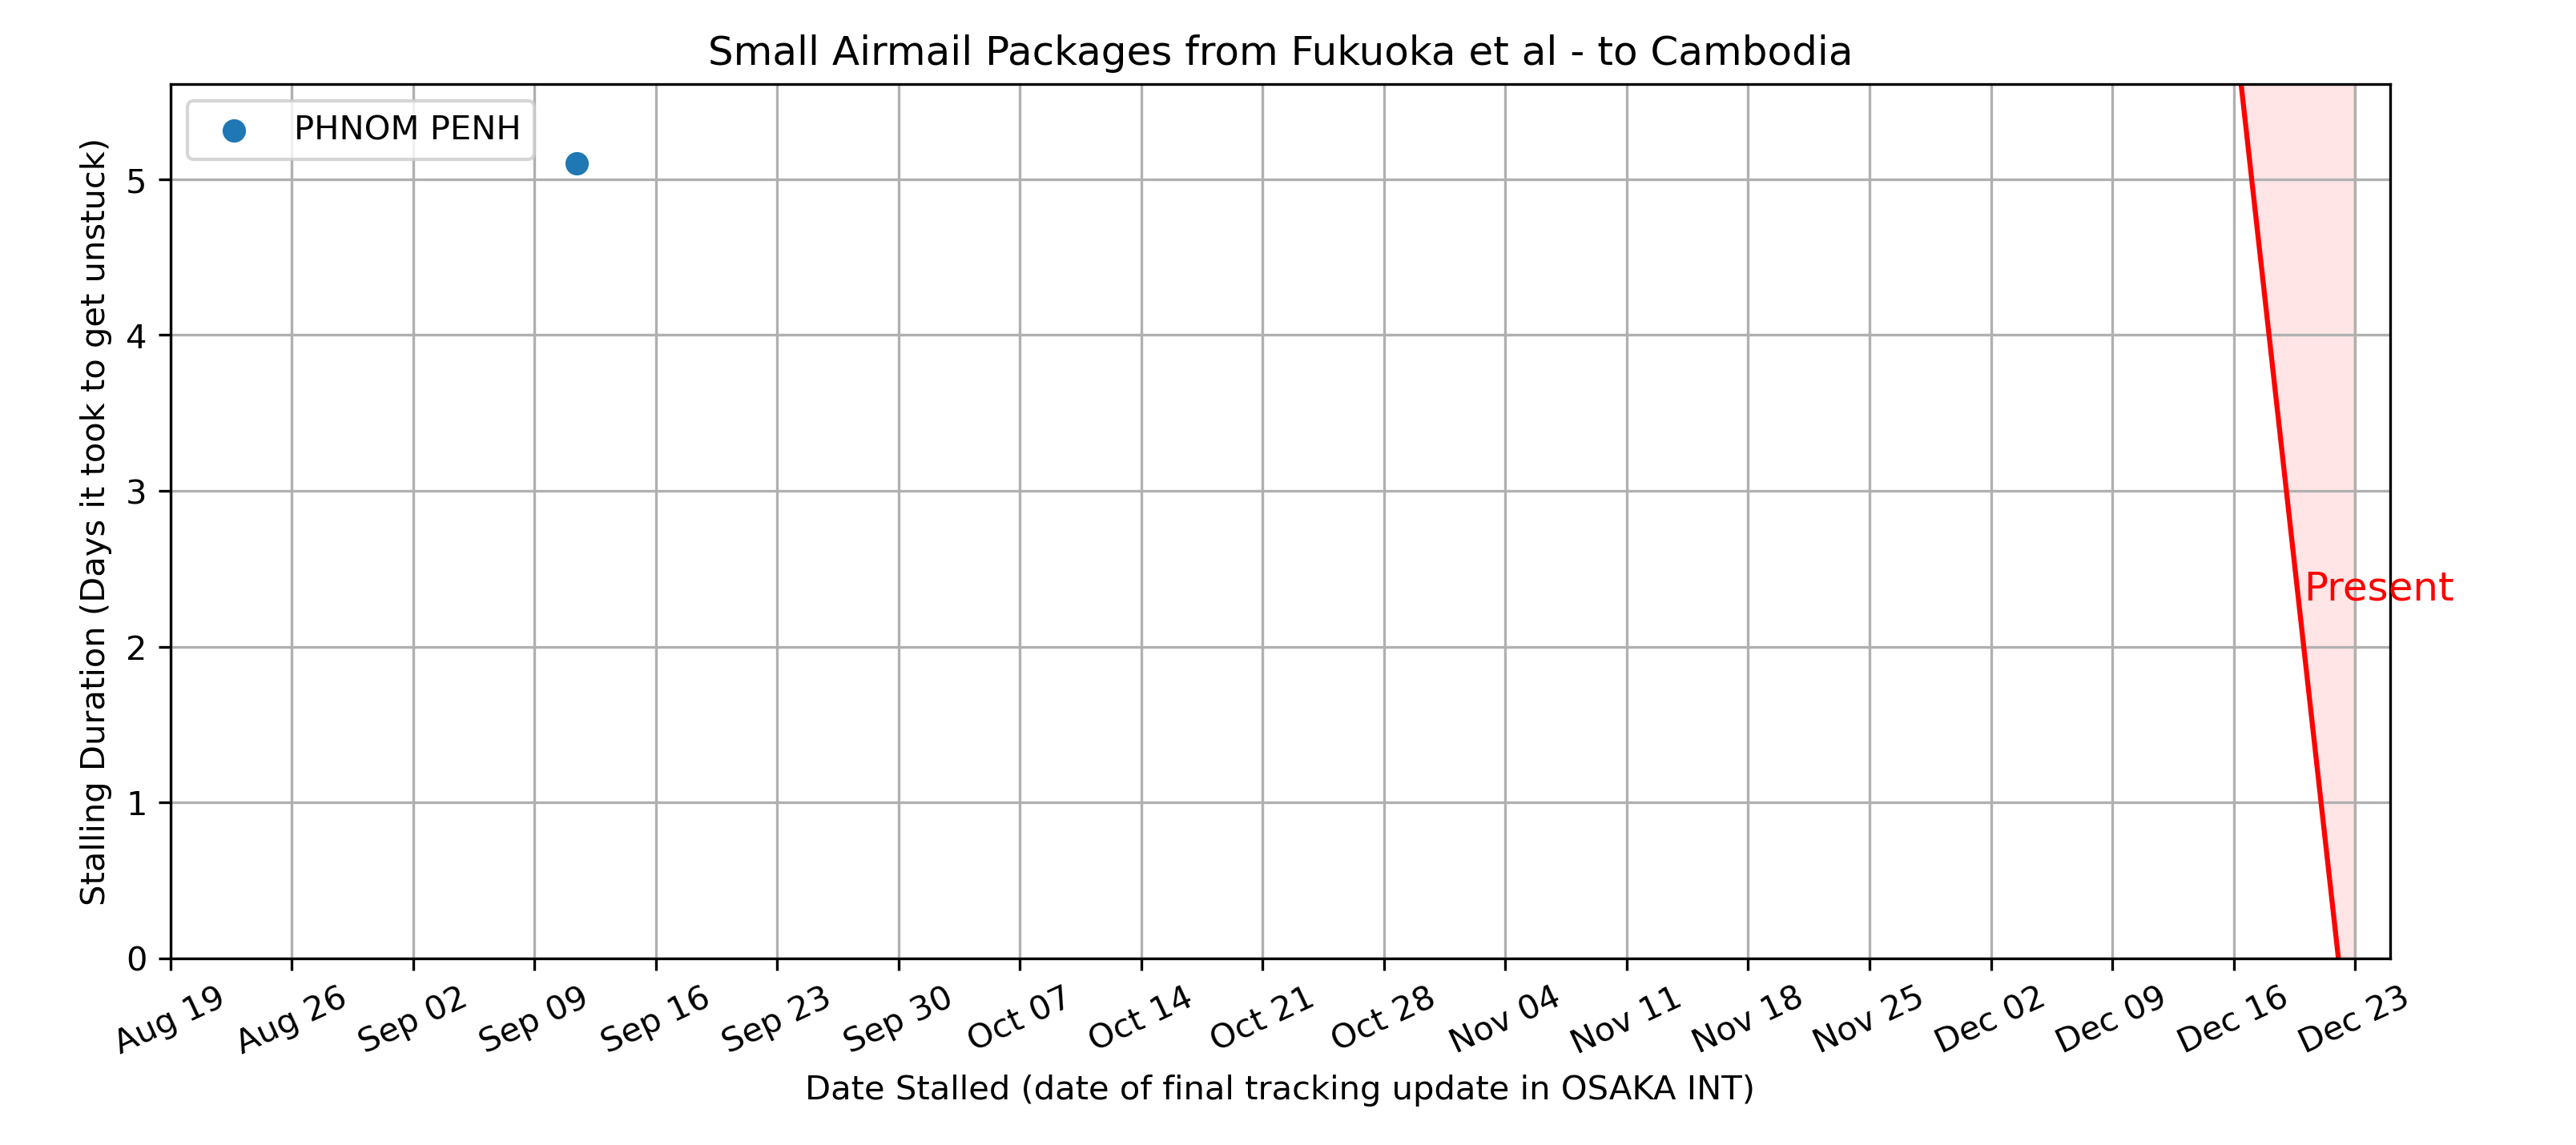 Small Airmail Packages from Fukuoka et al - to Cambodia
PHNOM PENH
Stalling Duration (Days it took to get unstuck)
5
4
3
2
1
0
Present
Aug 19
Aug 26
Sep 02
Sep 09
Sep 16
Sep 23
Sep 30
Oct 07
Oct 14
Oct 21
Oct 28
Nov 04
Nov 11
Nov 18
Nov 25
Dec 02
Dec 09
Dec 16
Dec 23
Date Stalled (date of final tracking update in OSAKA INT)